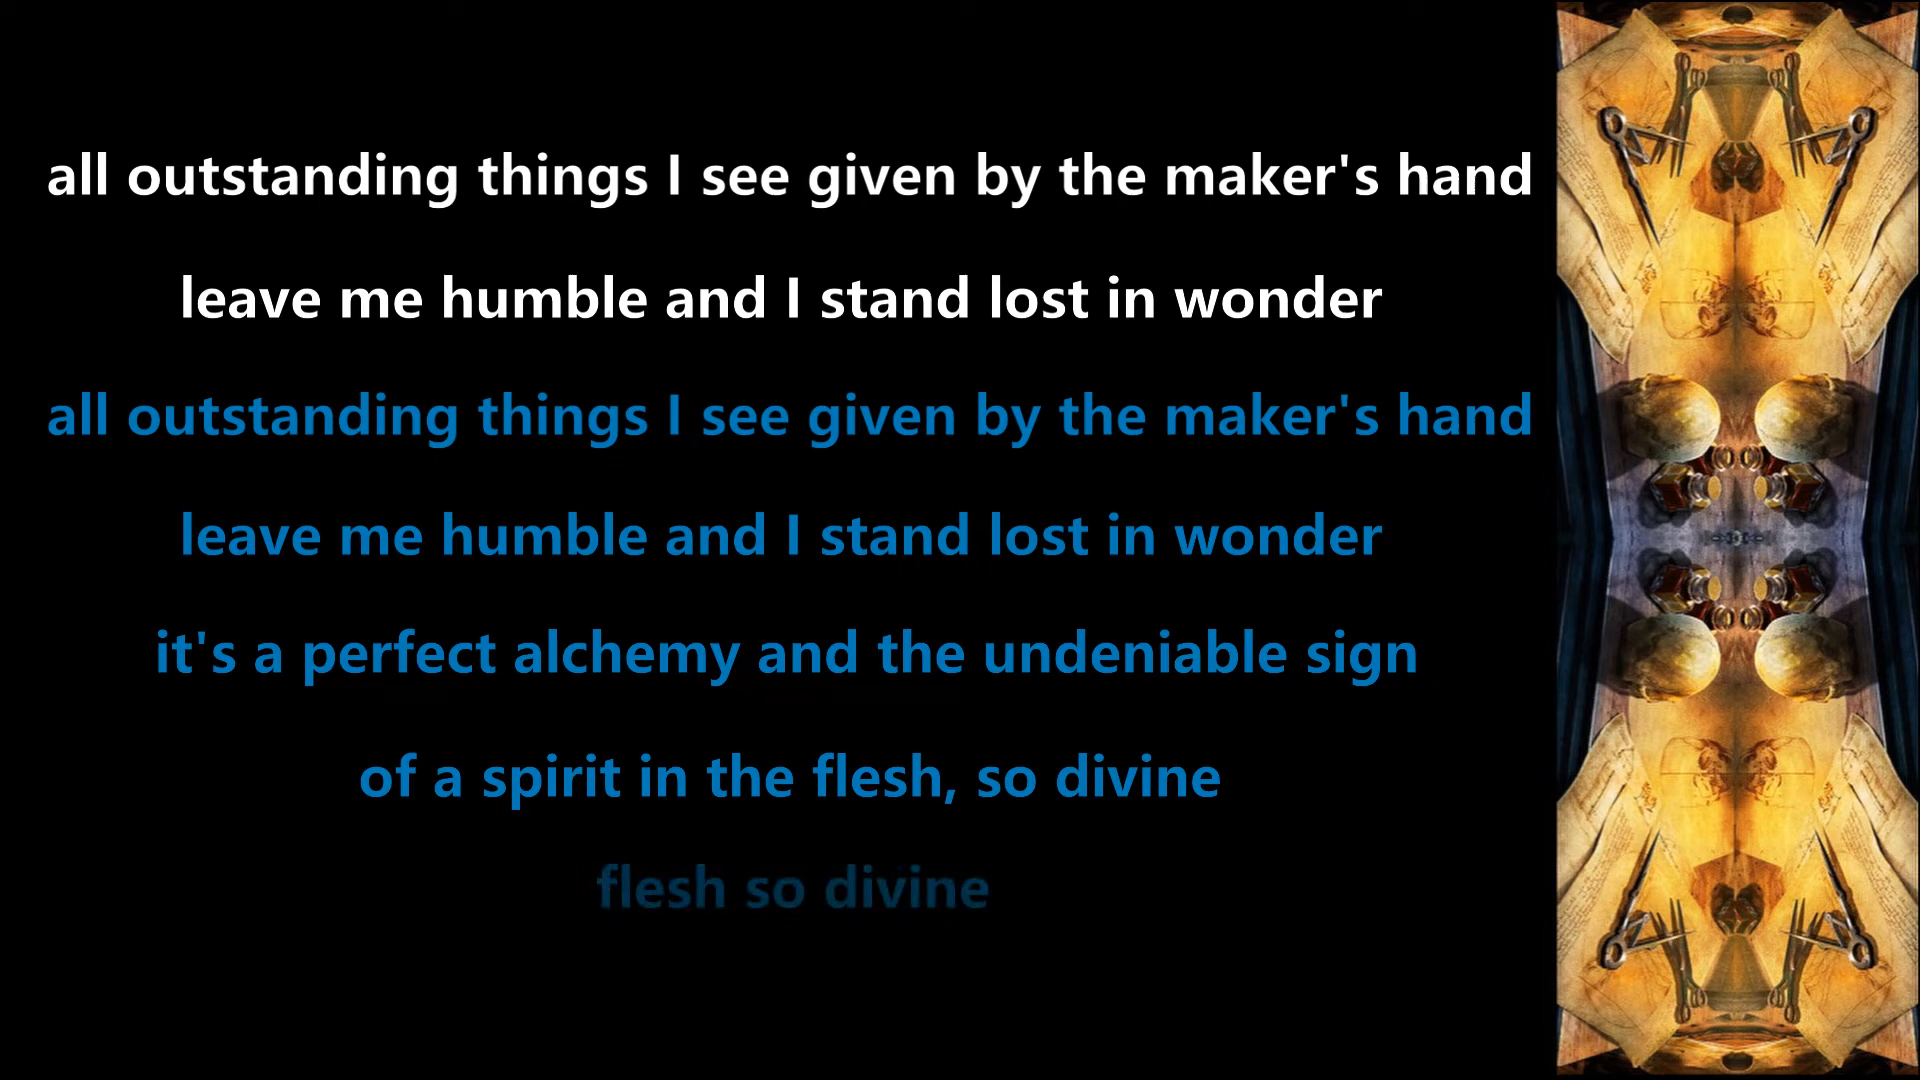 all outstanding things I see given by the maker's hand
leave me humble and I stand lost in wonder
all outstanding things I see given by the maker's hand
leave me humble and I stand lost in wonder
it's a perfect alchemy and the undeniable sign
of a spirit in the flesh, so divine
flesh so divine